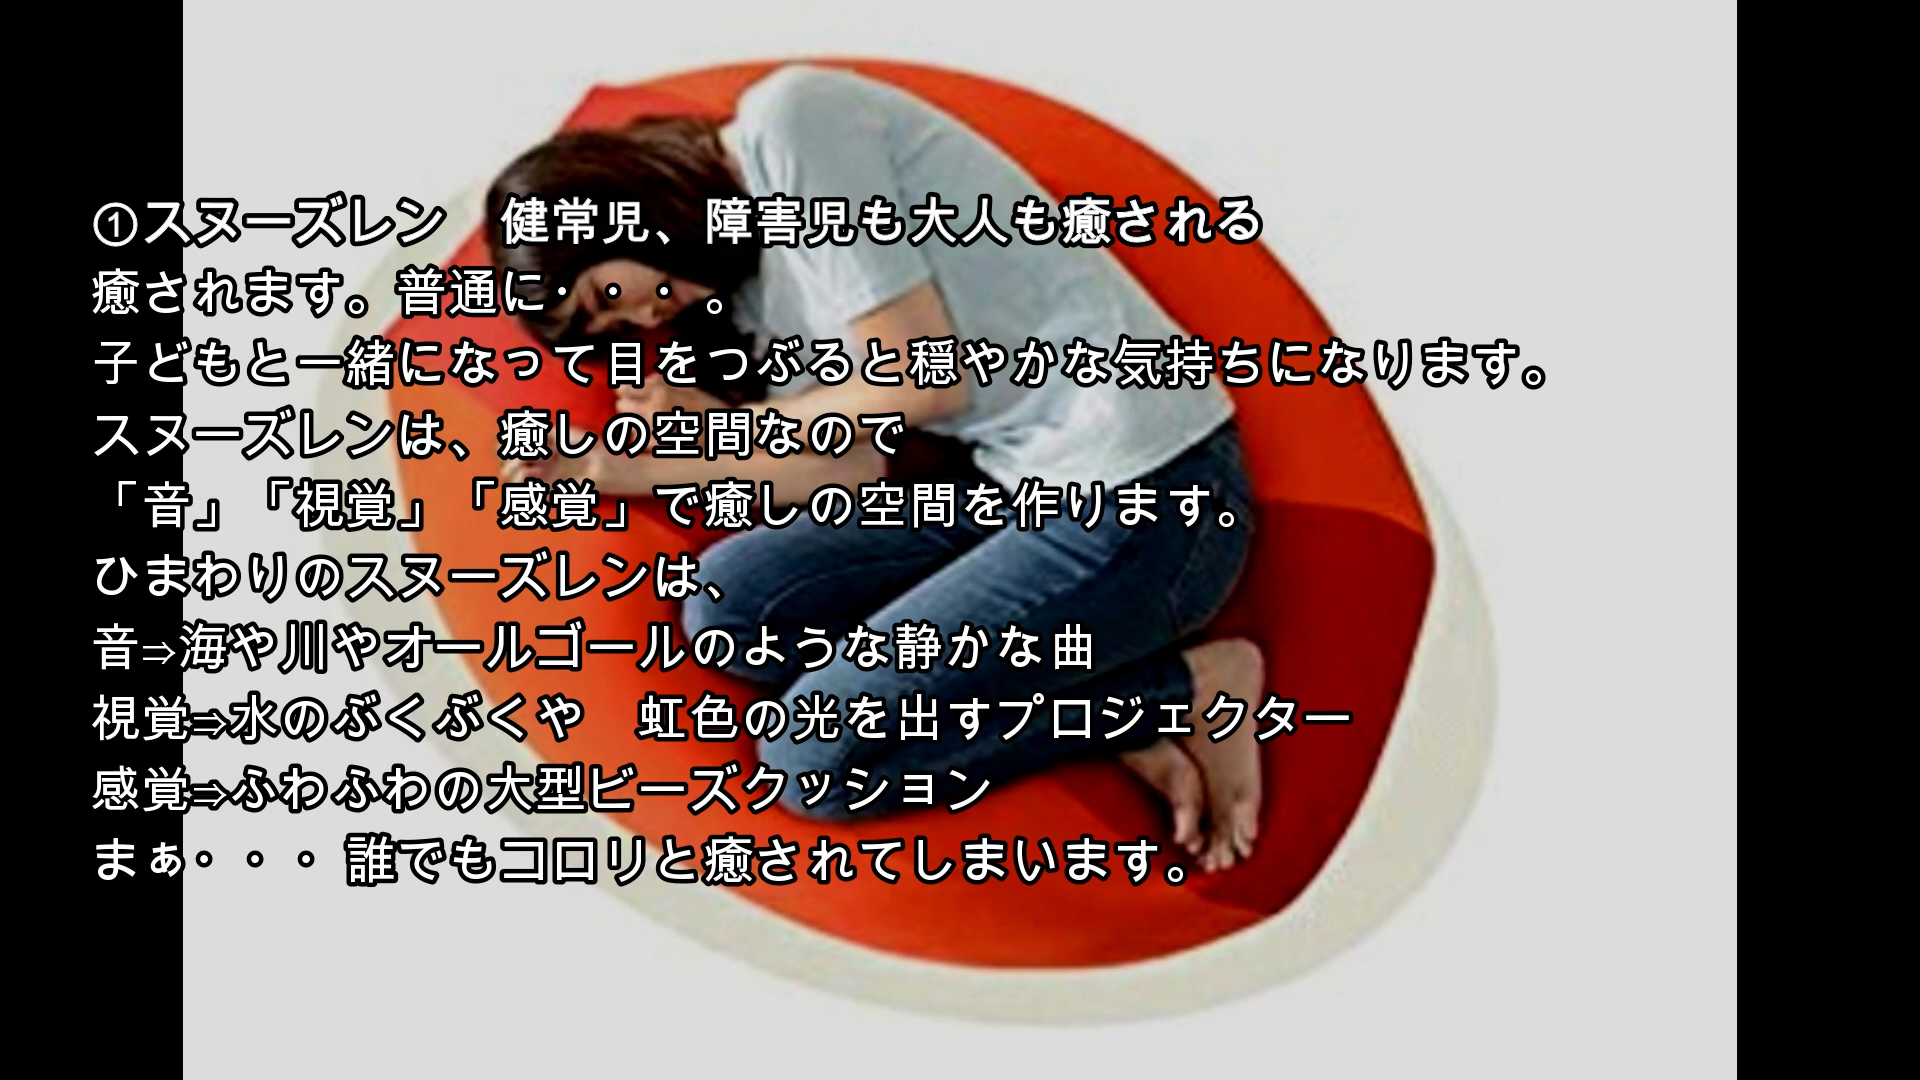 ①スヌーズレン　健常児、障害児も大人も癒される
癒されます。普通に・・・。
子どもと一緒になって目をつぶると穏やかな気持ちになります。
スヌーズレンは、癒しの空間なので
「音」「視覚」「感覚」で癒しの空間を作ります。
ひまわりのスヌーズレンは、
音⇒海や川やオールゴールのような静かな曲
視覚⇒水のぶくぶくや　虹色の光を出すプロジェクター
感覚⇒ふわふわの大型ビーズクッション
まぁ・・・誰でもコロリと癒されてしまいます。